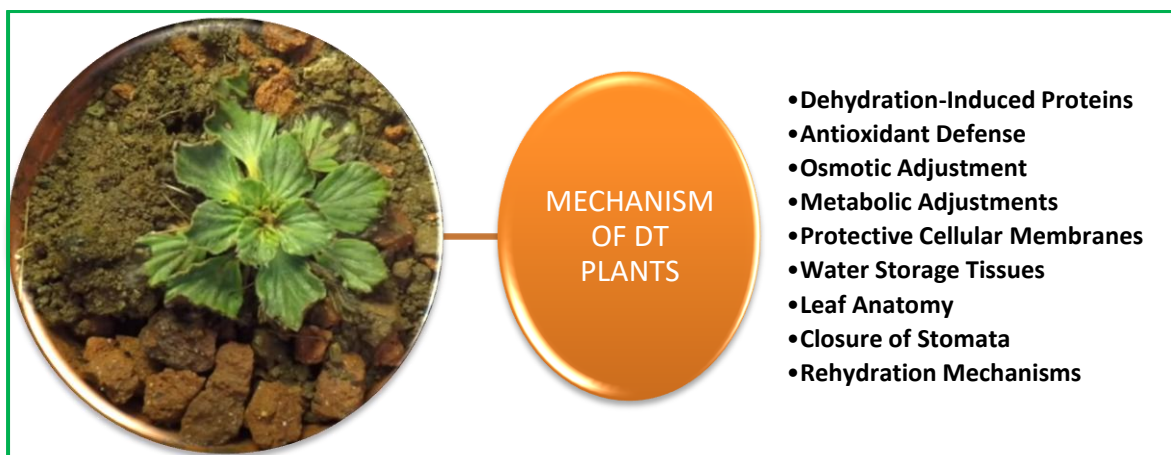 MECHANISM
OF DT
PLANTS
•Dehydration-Induced Proteins
•Antioxidant Defense
•Osmotic Adjustment
•Metabolic Adjustments
•Protective Cellular Membranes
•Water Storage Tissues
•Leaf Anatomy
•Closure of Stomata
•Rehydration Mechanisms